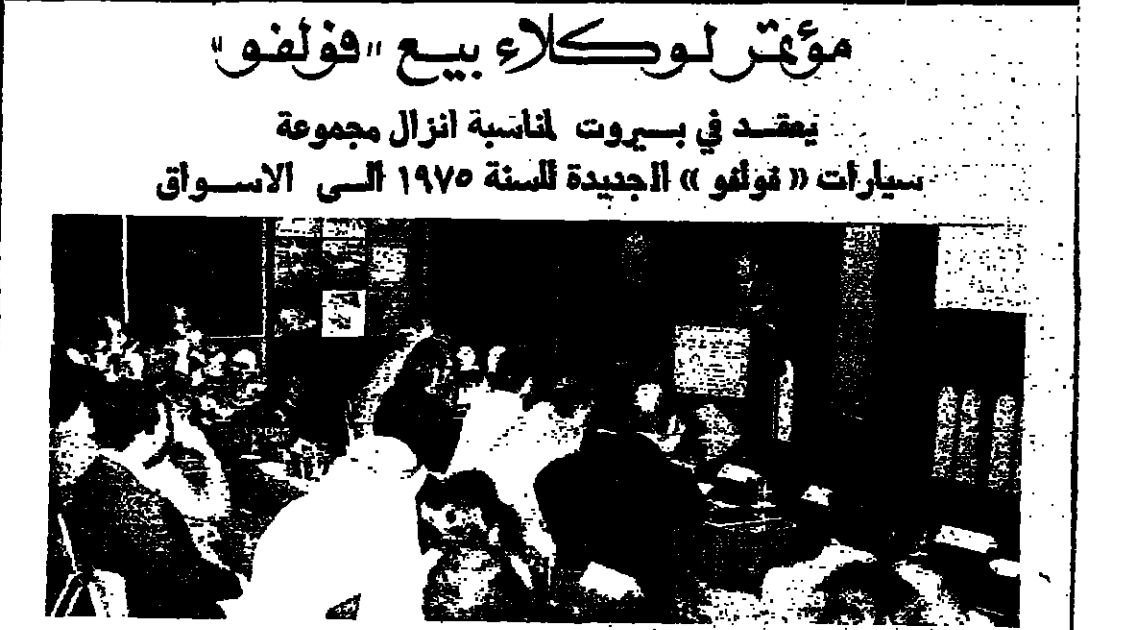 مؤتمر لوكلاء بيع "فولفو"
يعقد في بيروت لمناسبة انزال مجموعة
سيارات « فولفو » الجديدة للسنة ١٩٧٥ الى الاسواق